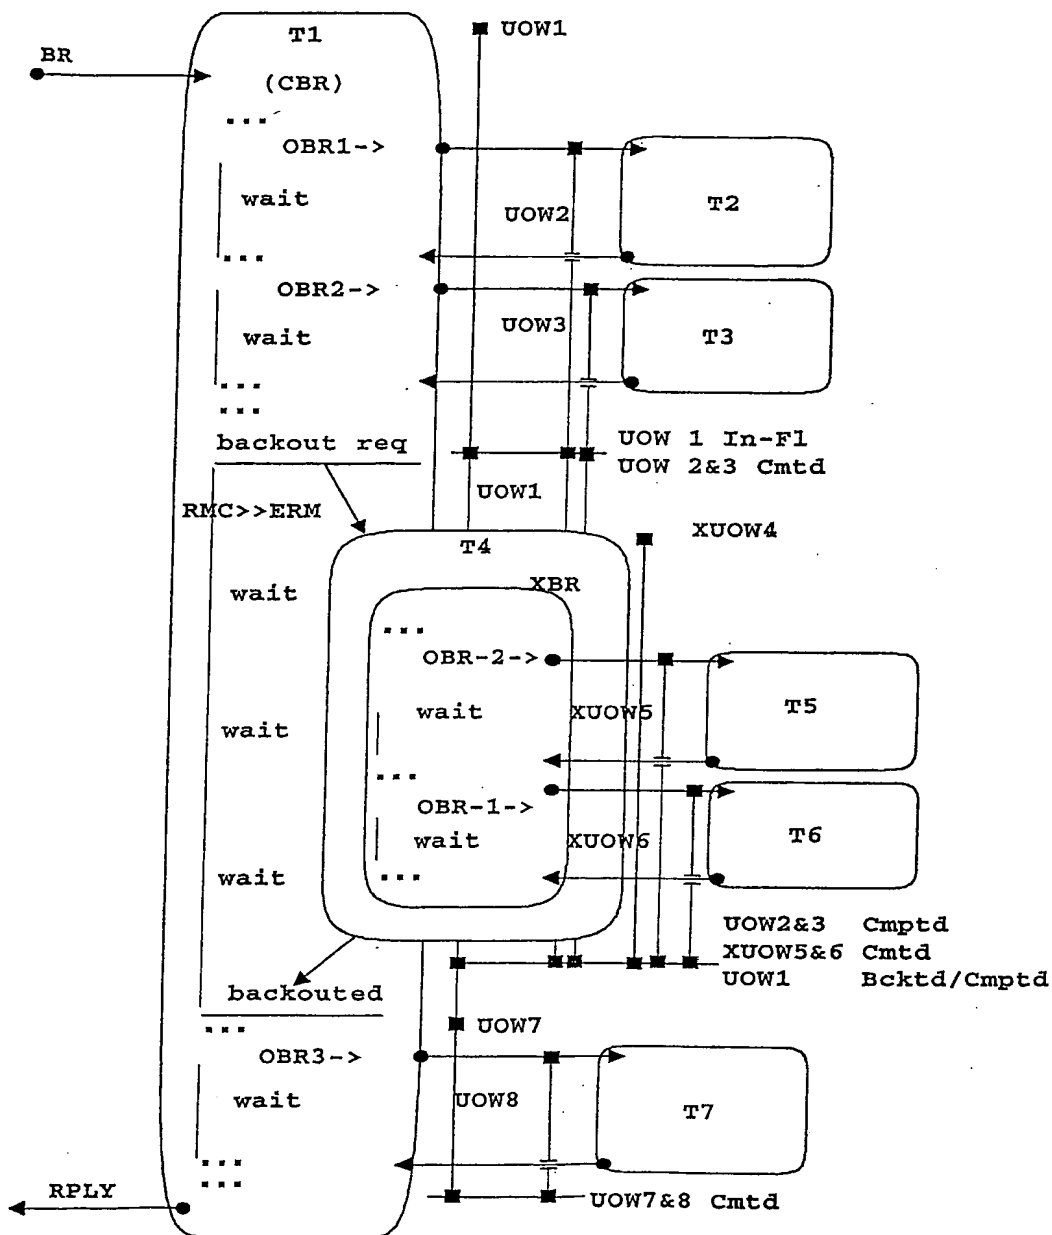 T1
UOW1
BR
(CBR)
...
OBR1->
wait
UOW2
T2
...
OBR2->
wait
UOW3
T3
...
...
backout req
UOW 1 In-Fl
UOW 2&3 Cmtd
UOW1
RMC>>ERM
XUOW4
T4
wait
XBR
...
OBR-2->
wait
XUOW5
T5
wait
...
OBR-1->
wait
XUOW6
T6
wait
...
UOW2&3 Cmptd
XUOW5&6 Cmtd
UOW1 Bcktd/Cmptd
backouted
...
UOW7
OBR3->
wait
UOW8
T7
...
...
RPLY
UOW7&8 Cmtd